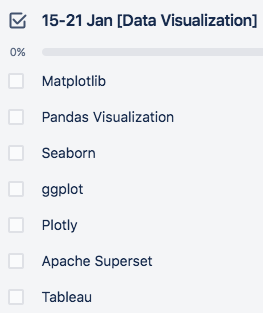 15-21 Jan [Data Visualization]
0%
Matplotlib
Pandas Visualization
Seaborn
ggplot
Plotly
Apache Superset
Tableau